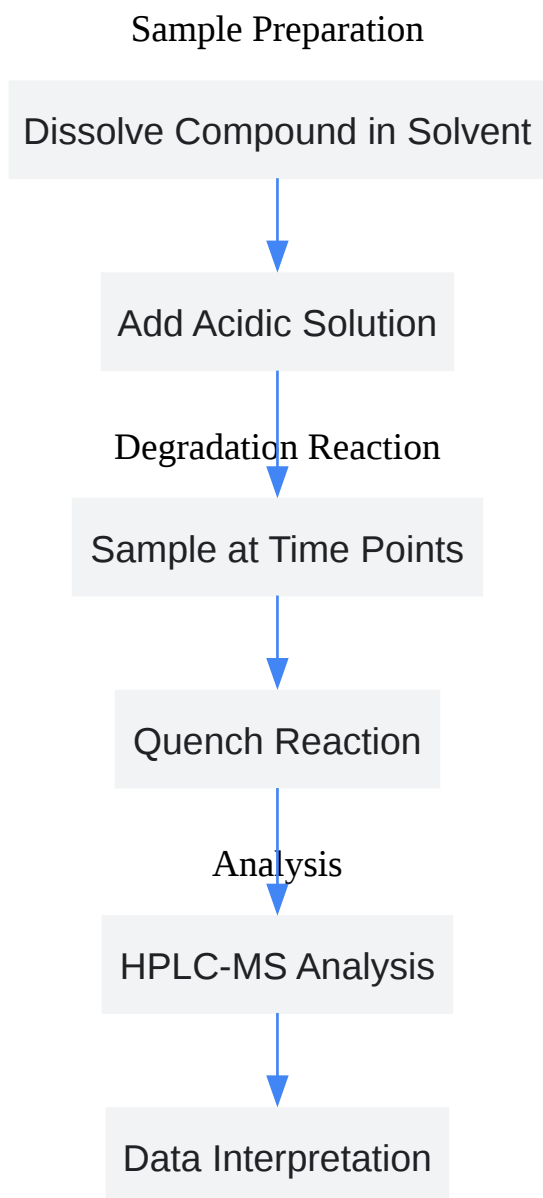 Sample Preparation
Dissolve Compound in Solvent
Add Acidic Solution
Degradation Reaction
Sample at Time Points
Quench Reaction
Analysis
HPLC-MS Analysis
Data Interpretation